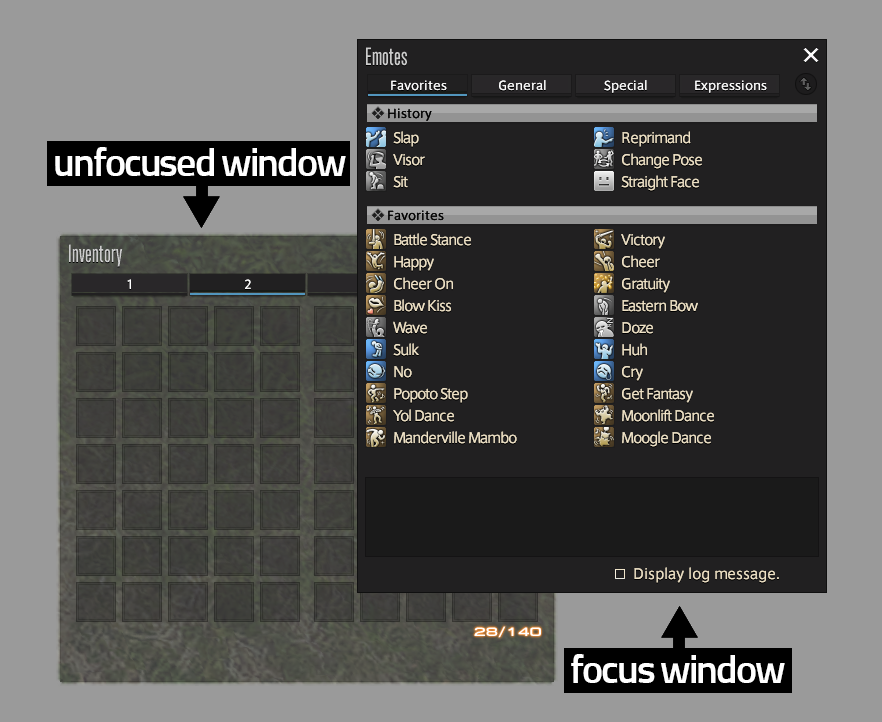 Emotes
Favorites General Special Expressions
History
Slap Reprimand
Visor Change Pose
Sit Straight Face
Favorites
Battle Stance Victory
Happy Cheer
Cheer On Gratuity
Blow Kiss Eastern Bow
Wave Doze
Sulk Huh
No Cry
Popoto Step Get Fantasy
Yol Dance Moonlift Dance
Manderville Mambo Moogle Dance
Display log message.
unfocused window
Inventory
1 2
28/140
focus window